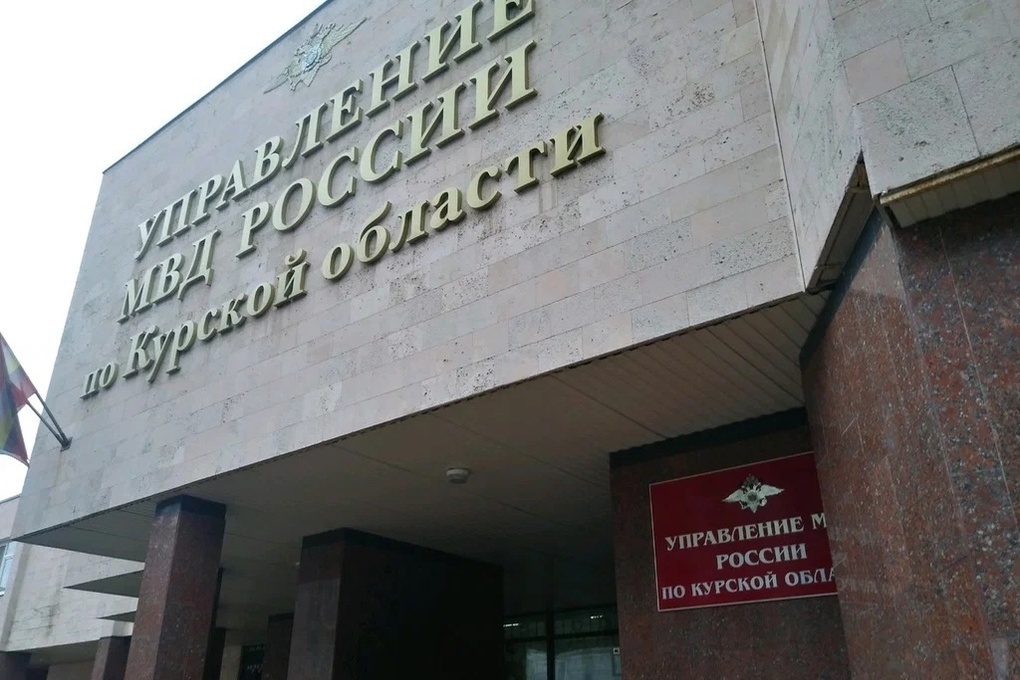 УПРАВЛЕНИЕ
МВД РОССИИ
по Курской области
УПРАВЛЕНИЕ М
РОССИИ
ПО КУРСКОЙ ОБЛА